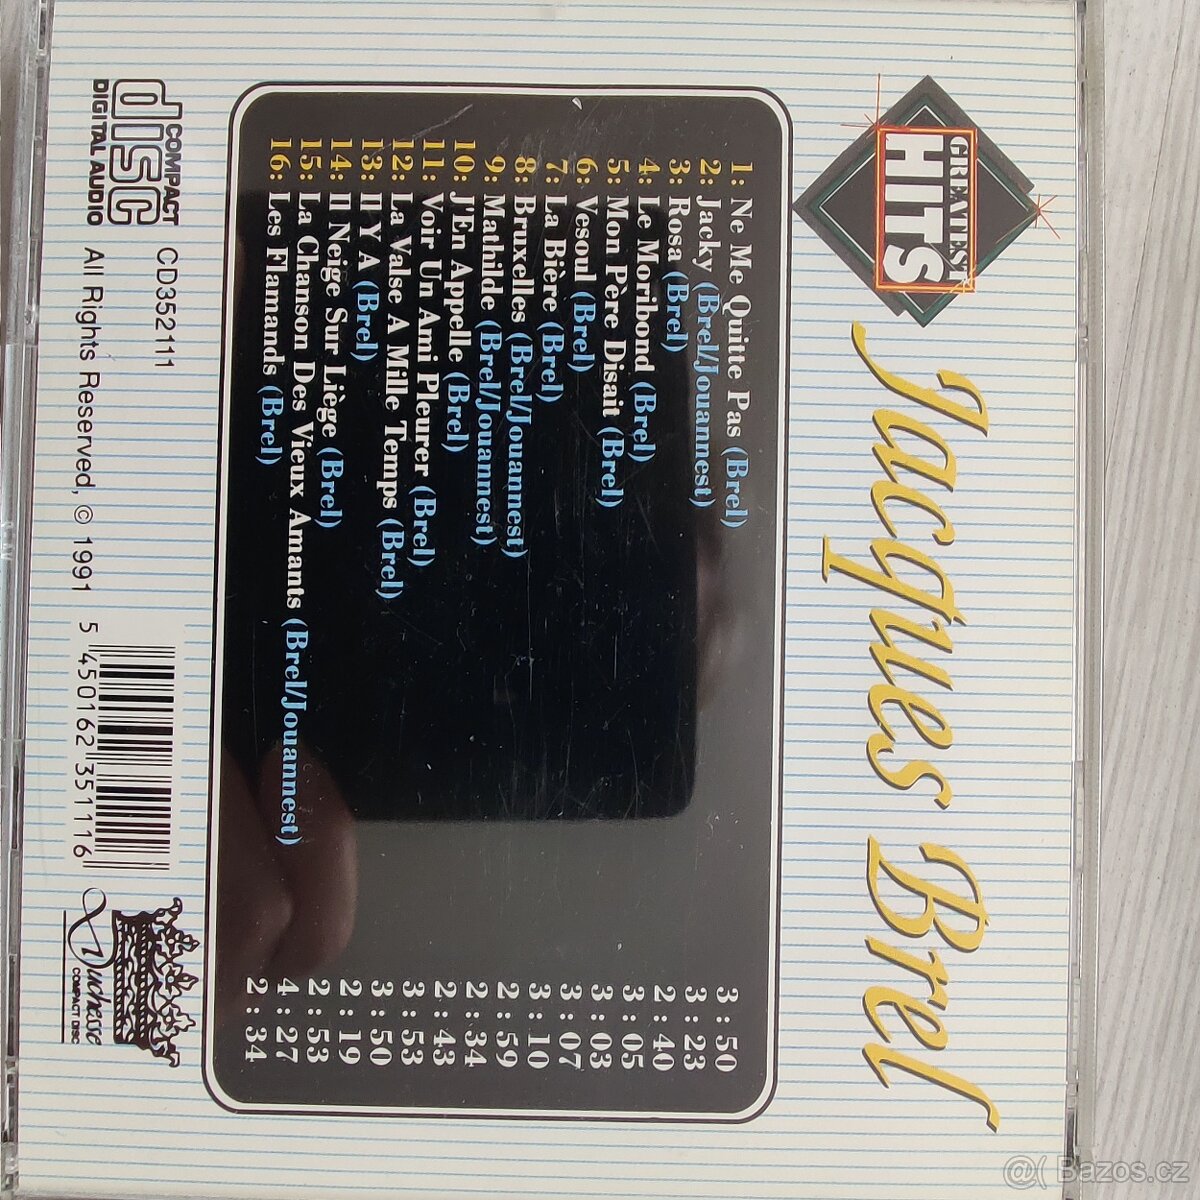 GREATEST
HITS
Jacques Brel
1: Ne Me Quitte Pas (Brel) 3:50
2: Jacky (Brel/Jouannest) 3:23
3: Rosa (Brel) 2:40
4: Le Moribond (Brel) 3:05
5: Mon Père Disait (Brel) 3:03
6: Vesoul (Brel) 3:07
7: La Bière (Brel) 3:10
8: Bruxelles (Brel/Jouannest) 2:59
9: Mathilde (Brel/Jouannest) 2:34
10: J'En Appelle (Brel) 2:43
11: Voir Un Ami Pleurer (Brel) 3:53
12: La Valse A Mille Temps (Brel) 3:50
13: Il Y A (Brel) 2:19
14: Il Neige Sur Liège (Brel) 2:53
15: La Chanson Des Vieux Amants (Brel/Jouannest) 4:27
16: Les Flamands (Brel) 2:34
COMPACT
disc
DIGITAL AUDIO
CD352111
All Rights Reserved, © 1991
5 450162 351116
Duchesse
COMPACT DISC
@( Bazos.cz